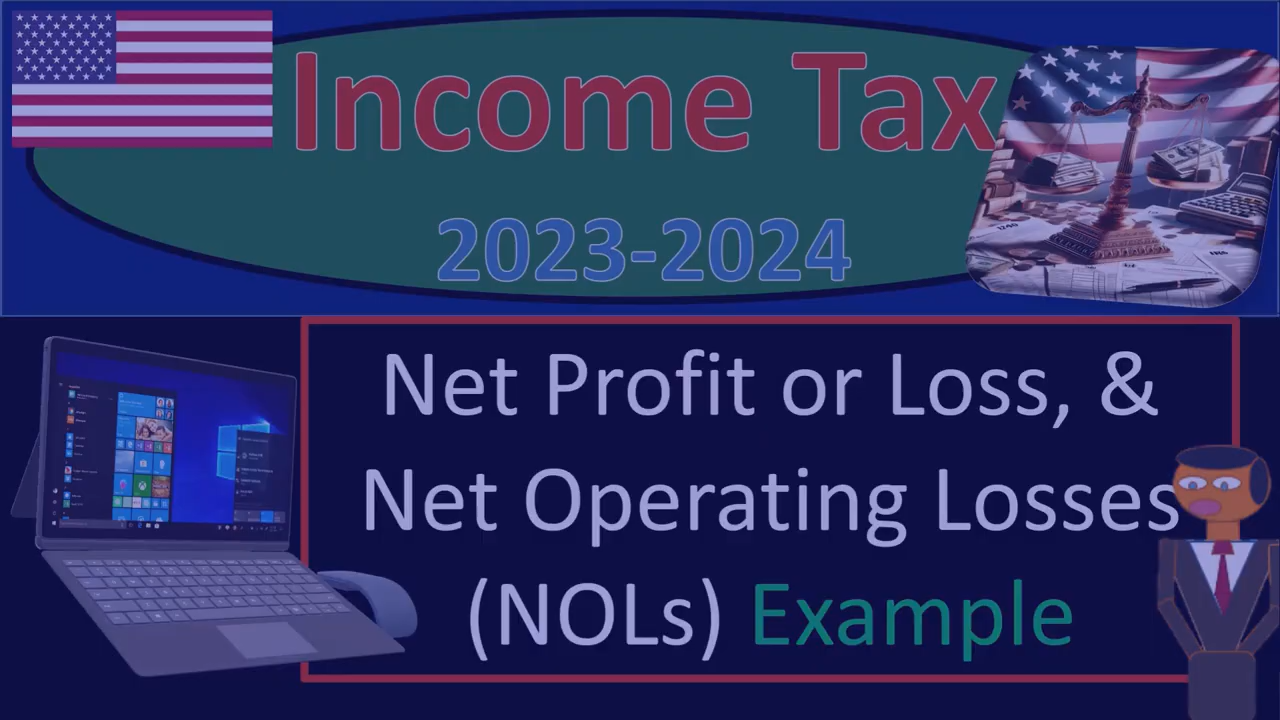 Income Tax
2023-2024
Net Profit or Loss, &
Net Operating Losses
(NOLs) Example